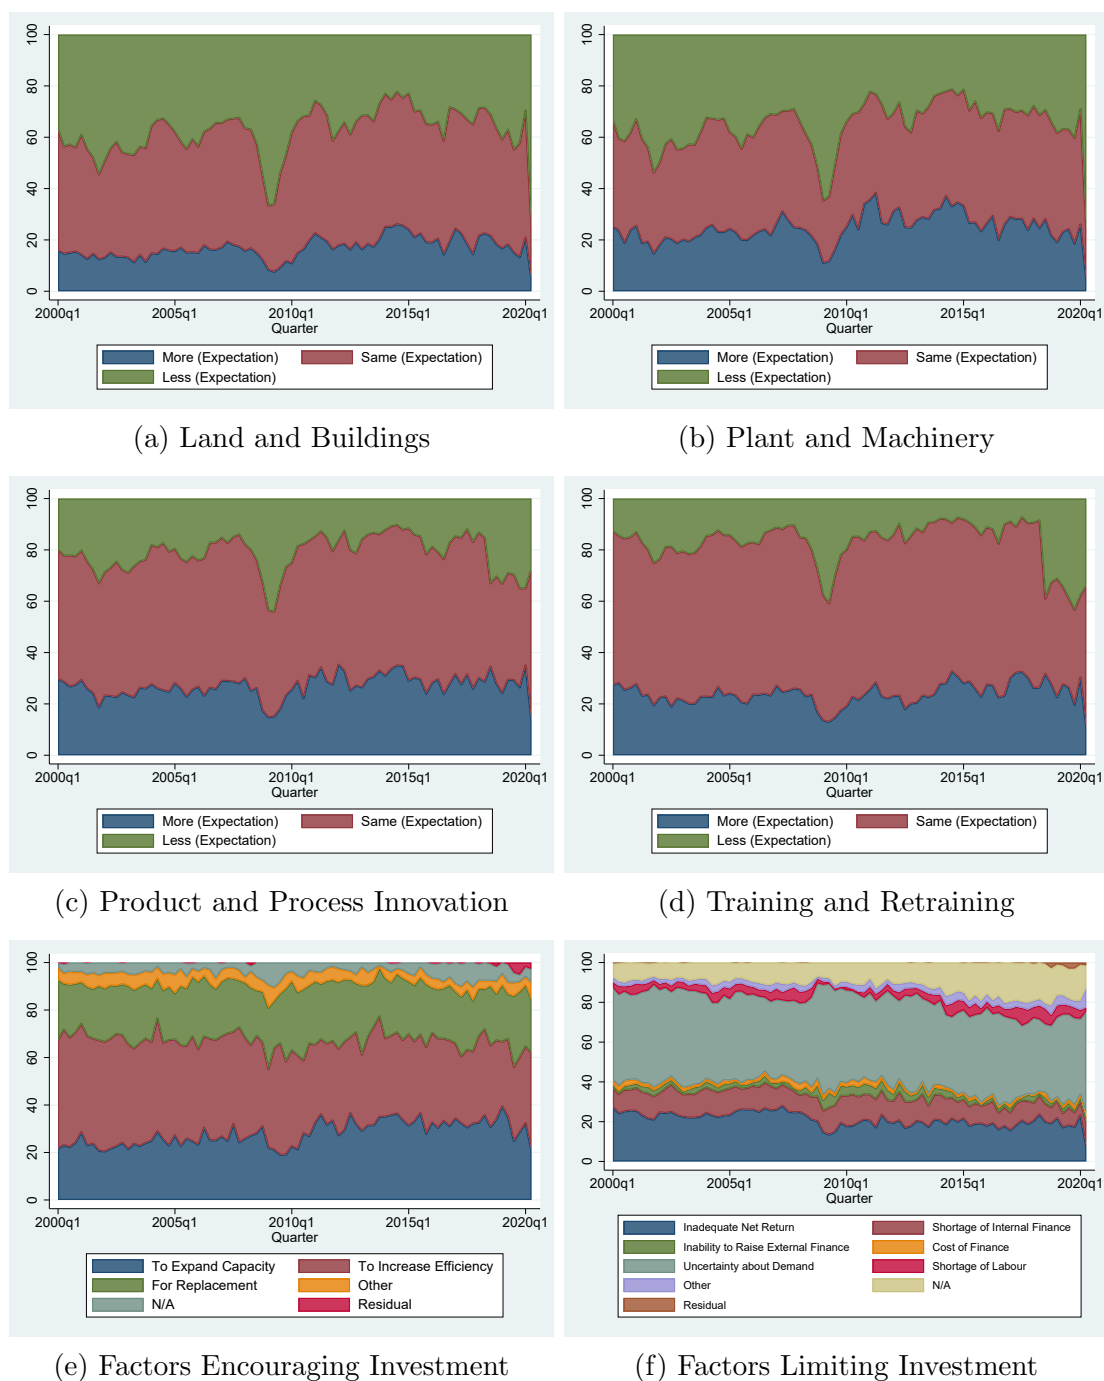 100
80
60
40
20
0
2000q1 2005q1 2010q1 2015q1 2020q1
Quarter
More (Expectation) Same (Expectation)
Less (Expectation)
(a) Land and Buildings
100
80
60
40
20
0
2000q1 2005q1 2010q1 2015q1 2020q1
Quarter
More (Expectation) Same (Expectation)
Less (Expectation)
(b) Plant and Machinery
100
80
60
40
20
0
2000q1 2005q1 2010q1 2015q1 2020q1
Quarter
More (Expectation) Same (Expectation)
Less (Expectation)
(c) Product and Process Innovation
100
80
60
40
20
0
2000q1 2005q1 2010q1 2015q1 2020q1
Quarter
More (Expectation) Same (Expectation)
Less (Expectation)
(d) Training and Retraining
100
80
60
40
20
0
2000q1 2005q1 2010q1 2015q1 2020q1
Quarter
To Expand Capacity To Increase Efficiency
For Replacement Other
N/A Residual
(e) Factors Encouraging Investment
100
80
60
40
20
0
2000q1 2005q1 2010q1 2015q1 2020q1
Quarter
Inadequate Net Return Shortage of Internal Finance
Inability to Raise External Finance Cost of Finance
Uncertainty about Demand Shortage of Labour
Other N/A
Residual
(f) Factors Limiting Investment